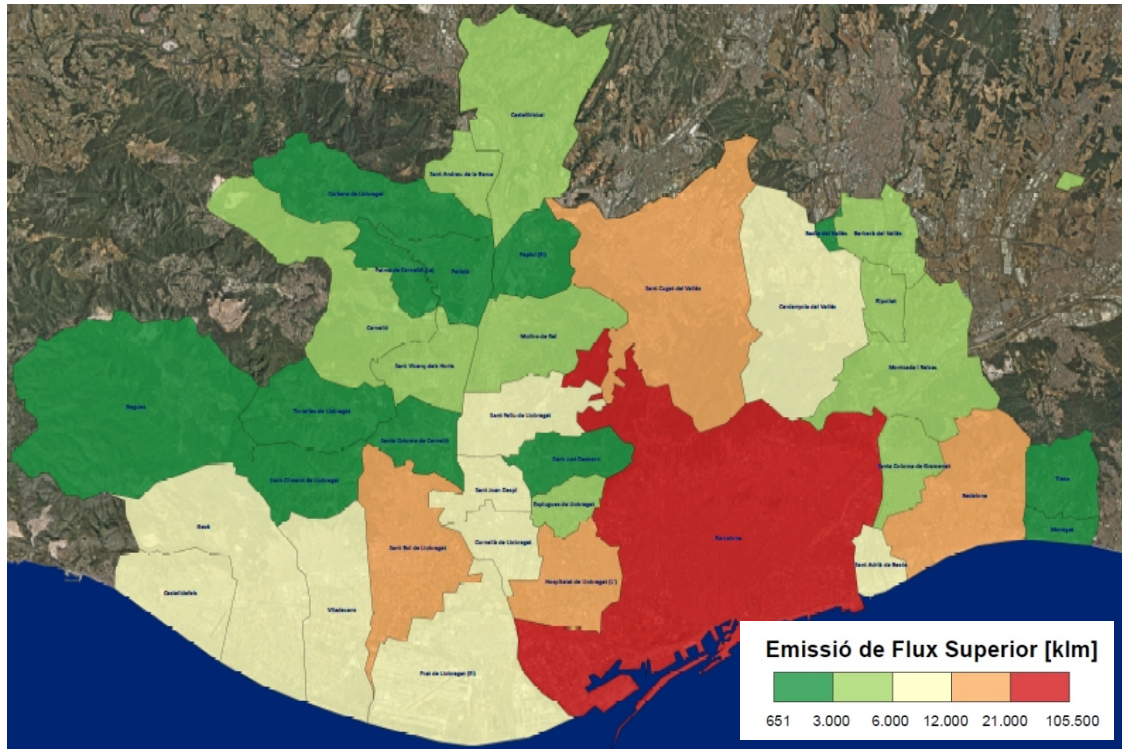 Castellbisbal
Sant Andreu de la Barca
Corbera de Llobregat
Badia del Vallès
Barberà del Vallès
Papiol (El)
Palma de Cervelló (La)
Pallejà
Sant Cugat del Vallès
Ripollet
Cerdanyola del Vallès
Cervelló
Molins de Rei
Sant Vicenç dels Horts
Montcada i Reixac
Begues
Torrelles de Llobregat
Sant Feliu de Llobregat
Santa Coloma de Cervelló
Sant Just Desvern
Santa Coloma de Gramenet
Sant Climent de Llobregat
Tiana
Sant Joan Despí
Badalona
Esplugues de Llobregat
Gavà
Montgat
Barcelona
Cornellà de Llobregat
Sant Boi de Llobregat
Sant Adrià de Besòs
Hospitalet de Llobregat (L')
Castelldefels
Viladecans
Prat de Llobregat (El)
Emissió de Flux Superior [klm]
651 3.000 6.000 12.000 21.000 105.500